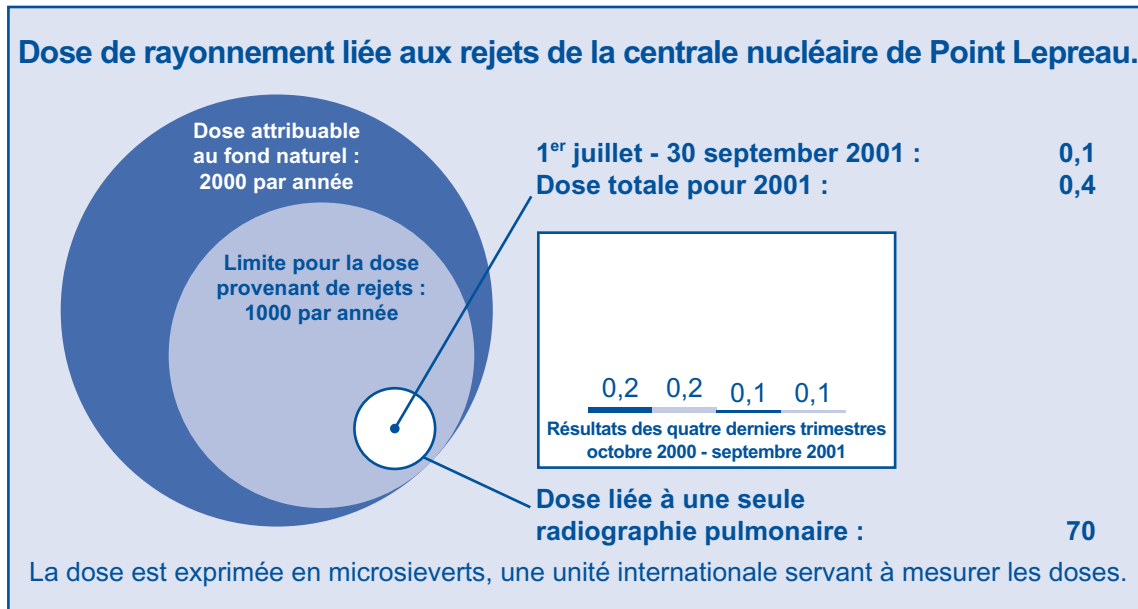 Dose de rayonnement liée aux rejets de la centrale nucléaire de Point Lepreau.
Dose attribuable
au fond naturel :
2000 par année
Limite pour la dose
provenant de rejets :
1000 par année
1er juillet - 30 septembre 2001 : 0,1
Dose totale pour 2001 : 0,4
0,2 0,2 0,1 0,1
Résultats des quatre derniers trimestres
octobre 2000 - septembre 2001
Dose liée à une seule
radiographie pulmonaire : 70
La dose est exprimée en microsieverts, une unité internationale servant à mesurer les doses.